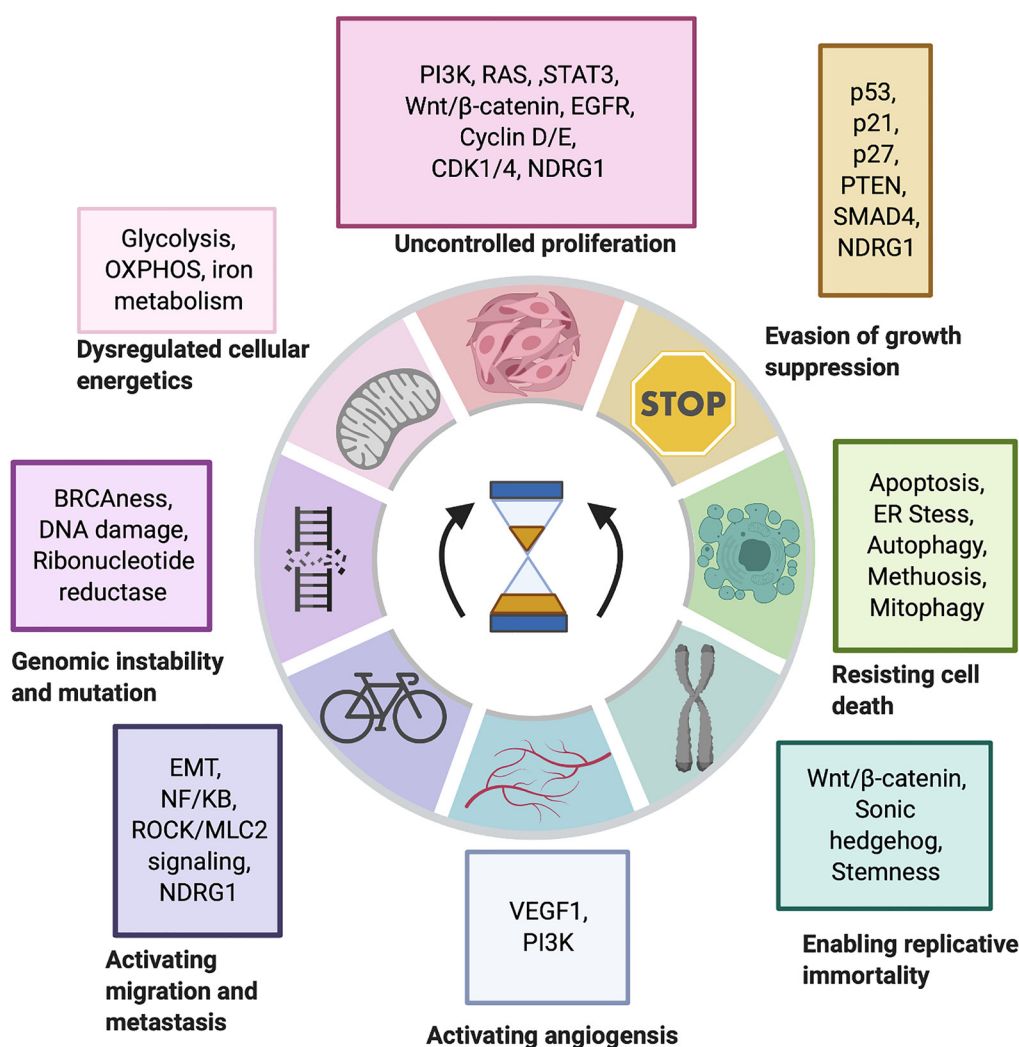 PI3K, RAS, ,STAT3,
Wnt/β-catenin, EGFR,
Cyclin D/E,
CDK1/4, NDRG1
Uncontrolled proliferation
p53,
p21,
p27,
PTEN,
SMAD4,
NDRG1
Evasion of growth
suppression
Glycolysis,
OXPHOS, iron
metabolism
Dysregulated cellular
energetics
STOP
BRCAness,
DNA damage,
Ribonucleotide
reductase
Genomic instability
and mutation
Apoptosis,
ER Stess,
Autophagy,
Methuosis,
Mitophagy
Resisting cell
death
EMT,
NF/KB,
ROCK/MLC2
signaling,
NDRG1
Activating
migration and
metastasis
VEGF1,
PI3K
Activating angiogensis
Wnt/β-catenin,
Sonic
hedgehog,
Stemness
Enabling replicative
immortality